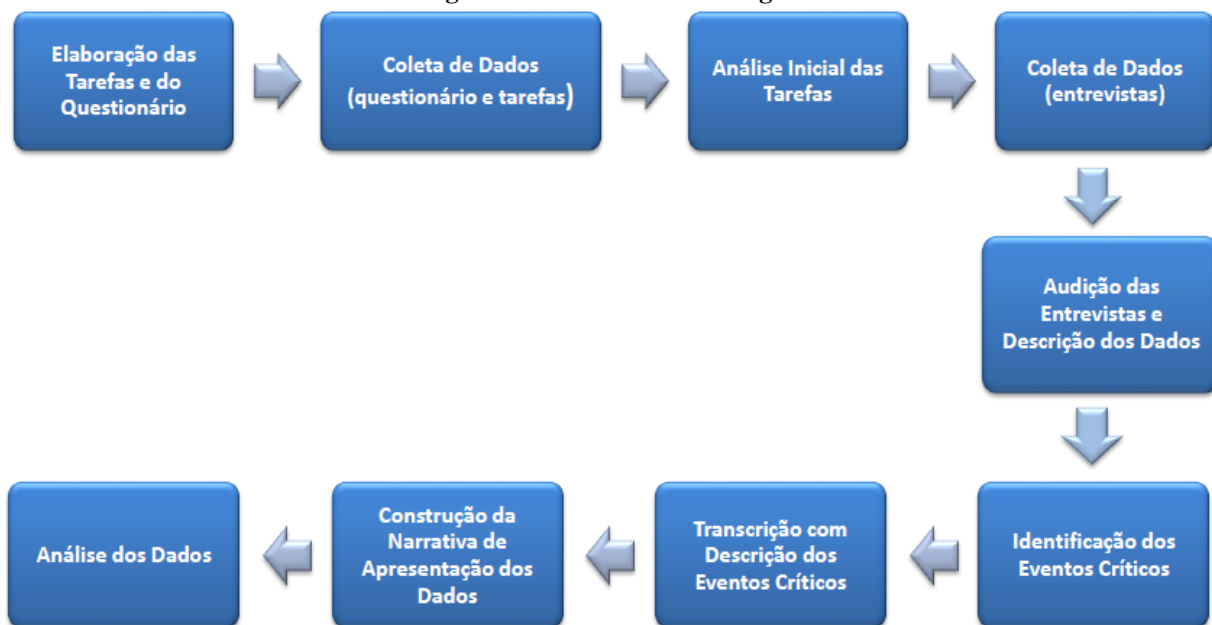 Elaboração das
Tarefas e do
Questionário
Coleta de Dados
(questionário e tarefas)
Análise Inicial das
Tarefas
Coleta de Dados
(entrevistas)
Audição das
Entrevistas e
Descrição dos Dados
Identificação dos
Eventos Críticos
Transcrição com
Descrição dos
Eventos Críticos
Construção da
Narrativa de
Apresentação dos
Dados
Análise dos Dados